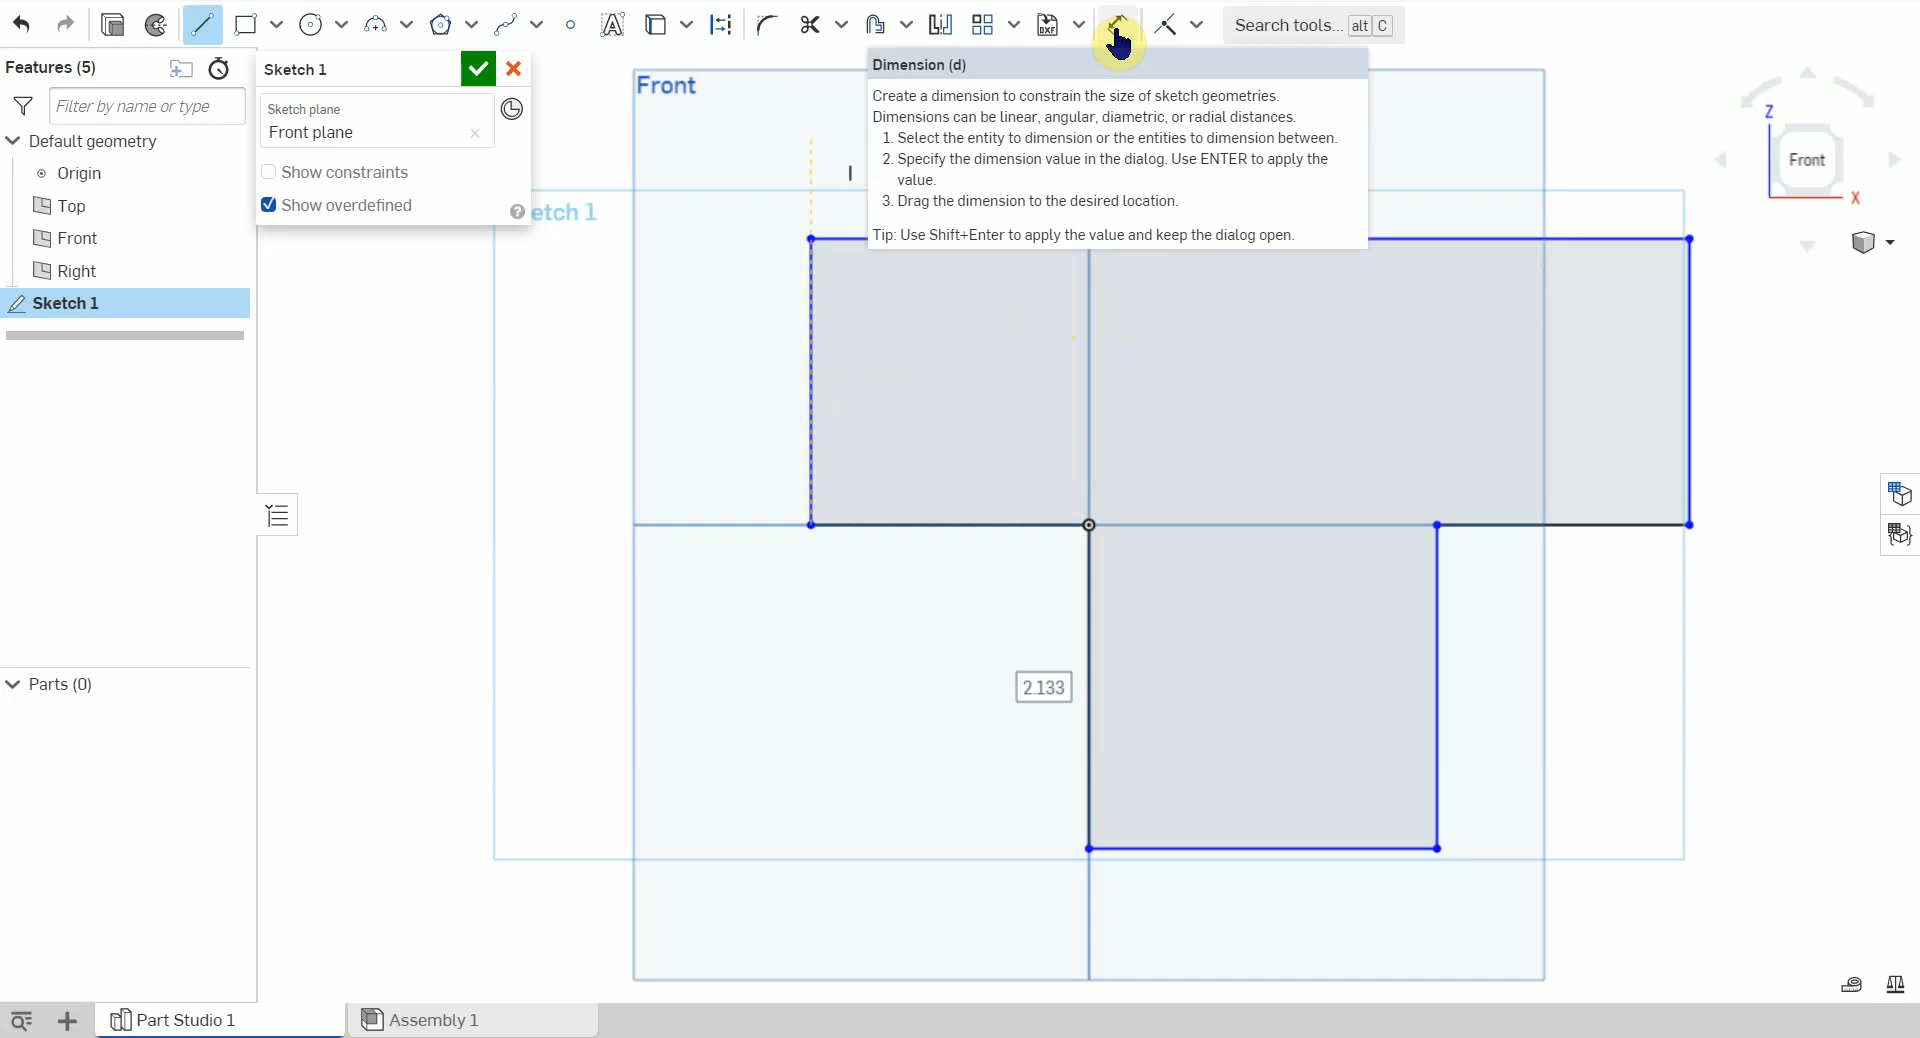 Search tools... alt C
Features (5)
Filter by name or type
Default geometry
Origin
Top
Front
Right
Sketch 1
Parts (0)
Sketch 1
Sketch plane
Front plane
Show constraints
Show overdefined
etch 1
Front
Dimension (d)
Create a dimension to constrain the size of sketch geometries.
Dimensions can be linear, angular, diametric, or radial distances.
1. Select the entity to dimension or the entities to dimension between.
2. Specify the dimension value in the dialog. Use ENTER to apply the
value.
3. Drag the dimension to the desired location.
Tip: Use Shift+Enter to apply the value and keep the dialog open.
2.133
Z
Front
X
Part Studio 1
Assembly 1